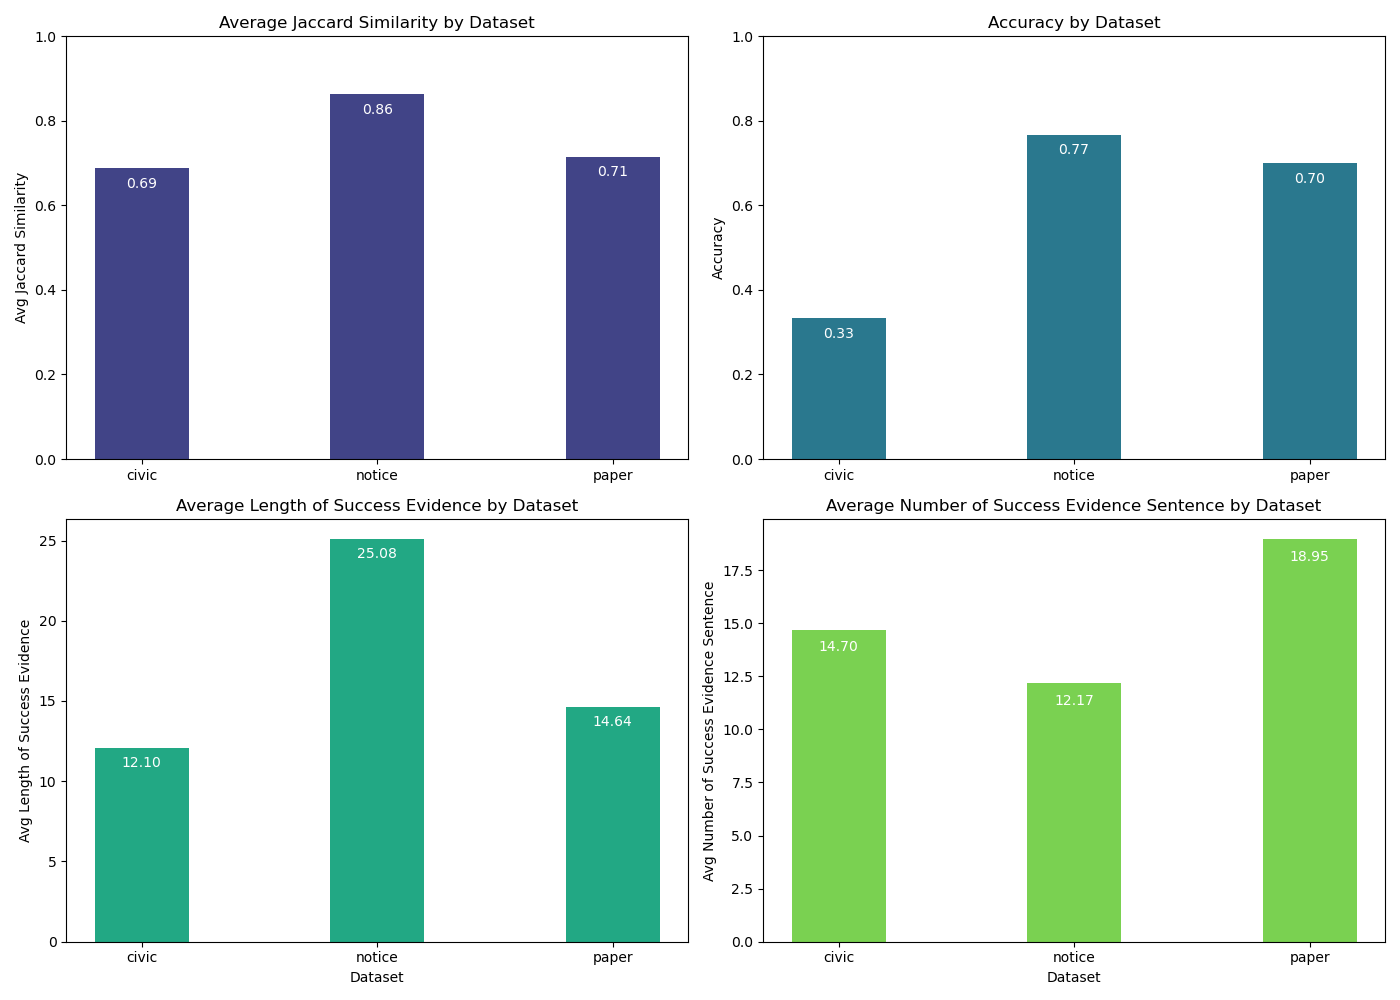 Average Jaccard Similarity by Dataset
Avg Jaccard Similarity
1.0
0.8
0.6
0.4
0.2
0.0
0.69
0.86
0.71
civic notice paper
Accuracy by Dataset
Accuracy
1.0
0.8
0.6
0.4
0.2
0.0
0.33
0.77
0.70
civic notice paper
Average Length of Success Evidence by Dataset
Avg Length of Success Evidence
25
20
15
10
5
0
12.10
25.08
14.64
civic notice paper
Dataset
Average Number of Success Evidence Sentence by Dataset
Avg Number of Success Evidence Sentence
17.5
15.0
12.5
10.0
7.5
5.0
2.5
0.0
14.70
12.17
18.95
civic notice paper
Dataset